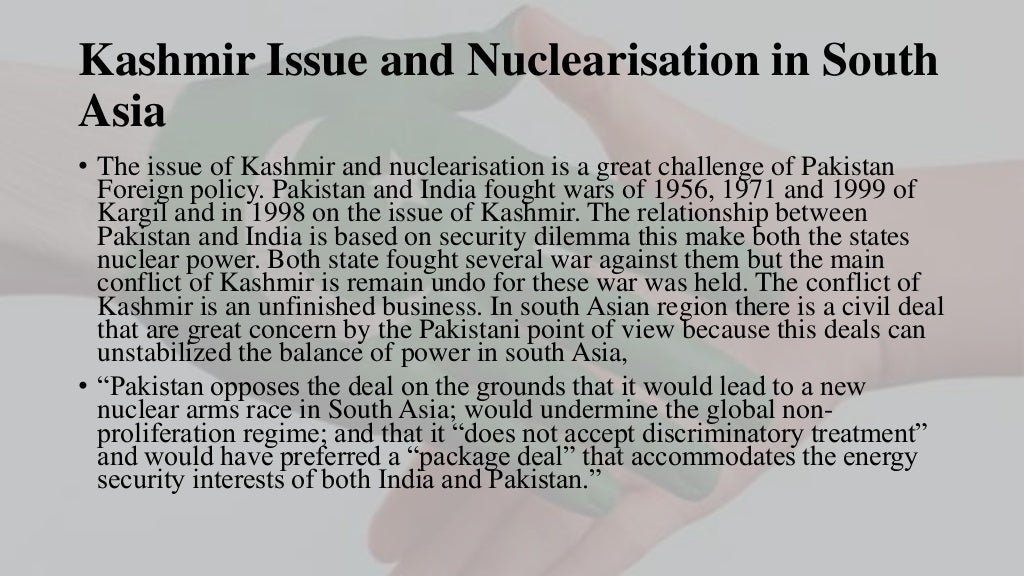 Kashmir Issue and Nuclearisation in South
Asia
• The issue of Kashmir and nuclearisation is a great challenge of Pakistan
Foreign policy. Pakistan and India fought wars of 1956, 1971 and 1999 of
Kargil and in 1998 on the issue of Kashmir. The relationship between
Pakistan and India is based on security dilemma this make both the states
nuclear power. Both state fought several war against them but the main
conflict of Kashmir is remain undo for these war was held. The conflict of
Kashmir is an unfinished business. In south Asian region there is a civil deal
that are great concern by the Pakistani point of view because this deals can
unstabilized the balance of power in south Asia,
• “Pakistan opposes the deal on the grounds that it would lead to a new
nuclear arms race in South Asia; would undermine the global non-
proliferation regime; and that it “does not accept discriminatory treatment”
and would have preferred a “package deal” that accommodates the energy
security interests of both India and Pakistan.”